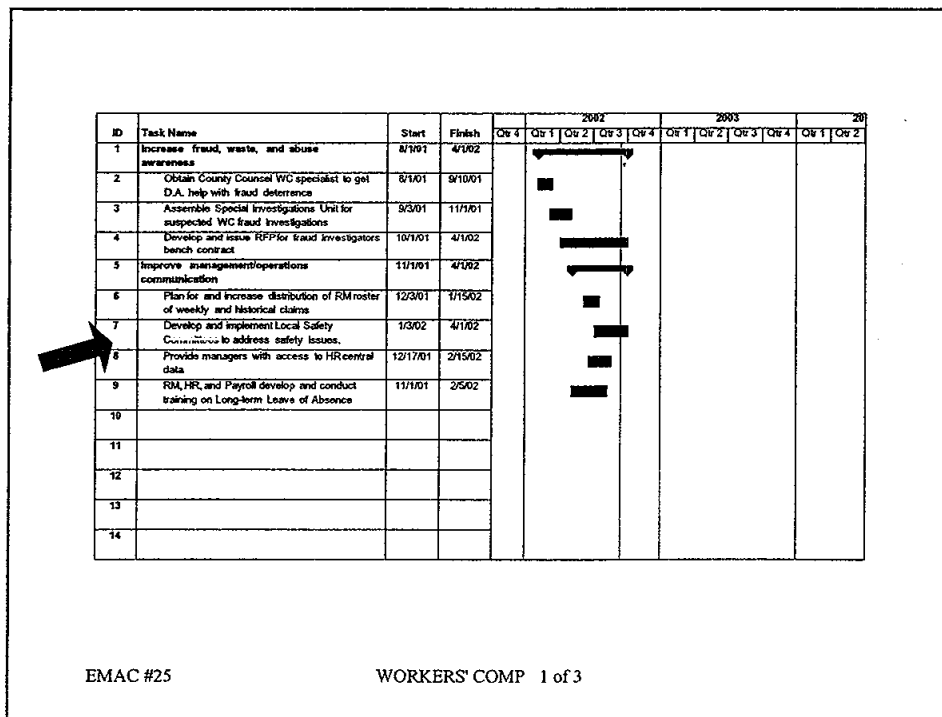 2002 2003 20
ID Task Name Start Finish Qtr 4 Qtr 1 Qtr 2 Qtr 3 Qtr 4 Qtr 1 Qtr 2 Qtr 3 Qtr 4 Qtr 1 Qtr 2
1 Increase fraud, waste, and abuse 8/1/01 4/1/02
awareness
2 Obtain County Counsel WC specialist to get 8/1/01 9/10/01
D.A. help with fraud deterrence
3 Assemble Special Investigations Unit for 9/3/01 11/1/01
suspected WC fraud investigations
4 Develop and issue RFP for fraud investigators 10/1/01 4/1/02
bench contract
5 Improve management/operations 11/1/01 4/1/02
communication
6 Plan for and increase distribution of RM roster 12/3/01 1/15/02
of weekly and historical claims
7 Develop and implement Local Safety 1/3/02 4/1/02
Committees to address safety issues.
8 Provide managers with access to HR central 12/17/01 2/15/02
data
9 RM, HR, and Payroll develop and conduct 11/1/01 2/5/02
training on Long-term Leave of Absence
10
11
12
13
14
EMAC #25 WORKERS' COMP 1 of 3